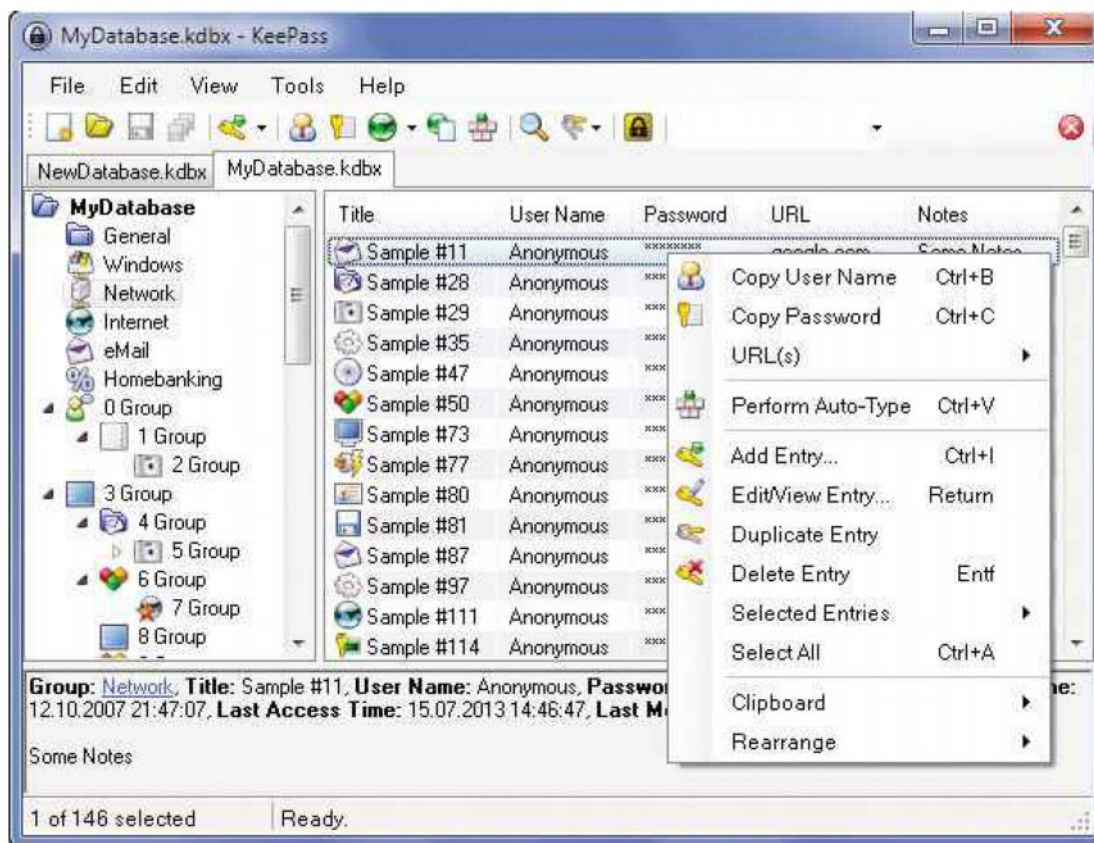 MyDatabase.kdbx - KeePass
File Edit View Tools Help
NewDatabase.kdbx MyDatabase.kdbx
MyDatabase
General
Windows
Network
Internet
eMail
Homebanking
0 Group
1 Group
2 Group
3 Group
4 Group
5 Group
6 Group
7 Group
8 Group
Title User Name Password URL Notes
Sample #11 Anonymous ******** google.com Some Notes
Sample #28 Anonymous ***
Sample #29 Anonymous ***
Sample #35 Anonymous ***
Sample #47 Anonymous ***
Sample #50 Anonymous ***
Sample #73 Anonymous ***
Sample #77 Anonymous ***
Sample #80 Anonymous ***
Sample #81 Anonymous ***
Sample #87 Anonymous ***
Sample #97 Anonymous ***
Sample #111 Anonymous ***
Sample #114 Anonymous ***
Copy User Name Ctrl+B
Copy Password Ctrl+C
URL(s)
Perform Auto-Type Ctrl+V
Add Entry... Ctrl+I
Edit/View Entry... Return
Duplicate Entry
Delete Entry Entf
Selected Entries
Select All Ctrl+A
Clipboard
Rearrange
Group: Network, Title: Sample #11, User Name: Anonymous, Passwo ne:
12.10.2007 21:47:07, Last Access Time: 15.07.2013 14:46:47, Last M
Some Notes
1 of 146 selected Ready.